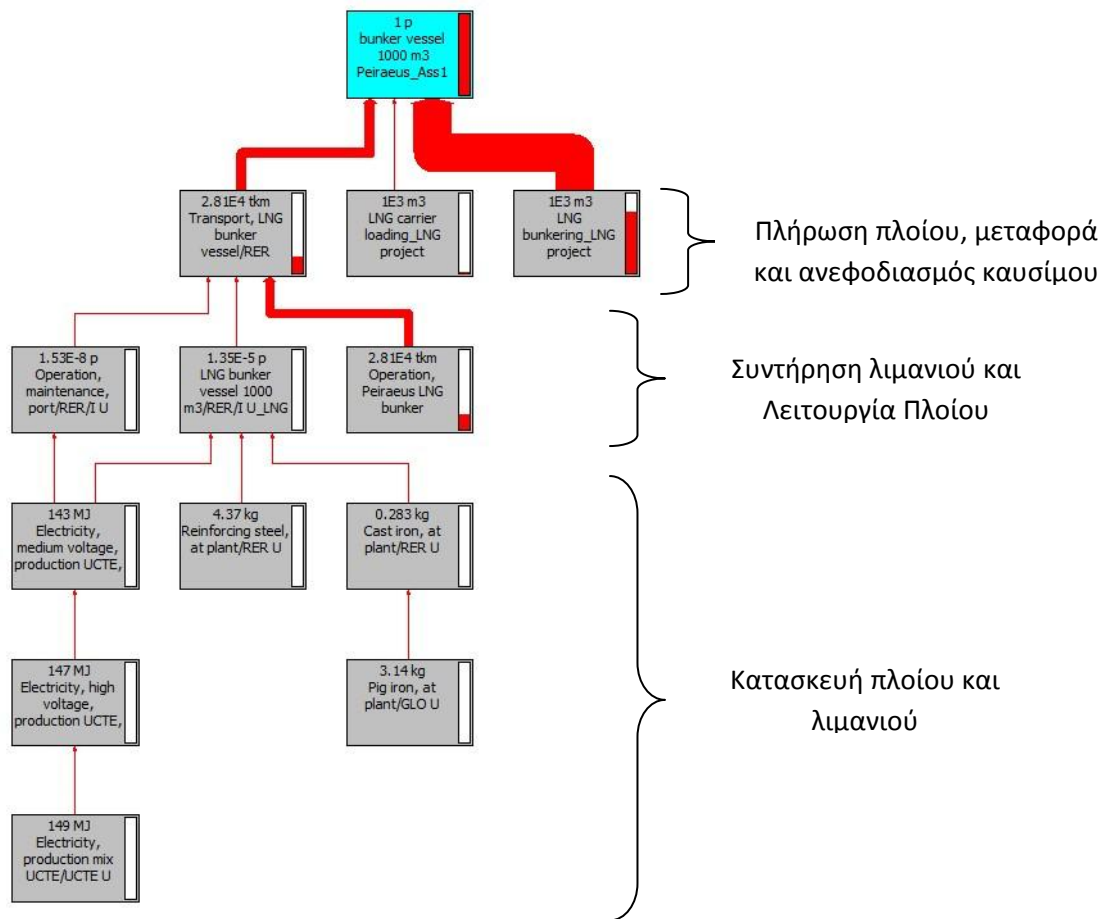 1 p
bunker vessel
1000 m3
Peiraeus_Ass1
2.81E4 tkm
Transport, LNG
bunker
vessel/RER
1E3 m3
LNG carrier
loading_LNG
project
1E3 m3
LNG
bunkering_LNG
project
Πλήρωση πλοίου, μεταφορά
και ανεφοδιασμός καυσίμου
1.53E-8 p
Operation,
maintenance,
port/RER/I U
1.35E-5 p
LNG bunker
vessel 1000
m3/RER/I U_LNG
2.81E4 tkm
Operation,
Peiraeus LNG
bunker
Συντήρηση λιμανιού και
Λειτουργία Πλοίου
143 MJ
Electricity,
medium voltage,
production UCTE,
4.37 kg
Reinforcing steel,
at plant/RER U
0.283 kg
Cast iron, at
plant/RER U
147 MJ
Electricity, high
voltage,
production UCTE,
3.14 kg
Pig iron, at
plant/GLO U
Κατασκευή πλοίου και
λιμανιού
149 MJ
Electricity,
production mix
UCTE/UCTE U